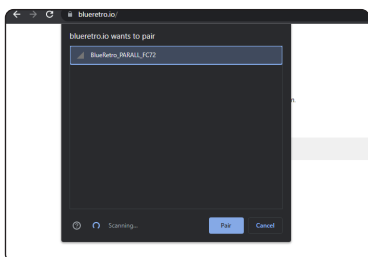 blueretro.io/
blueretro.io wants to pair
BlueRetro_PARALL_FC72
n.
Scanning...
Pair
Cancel